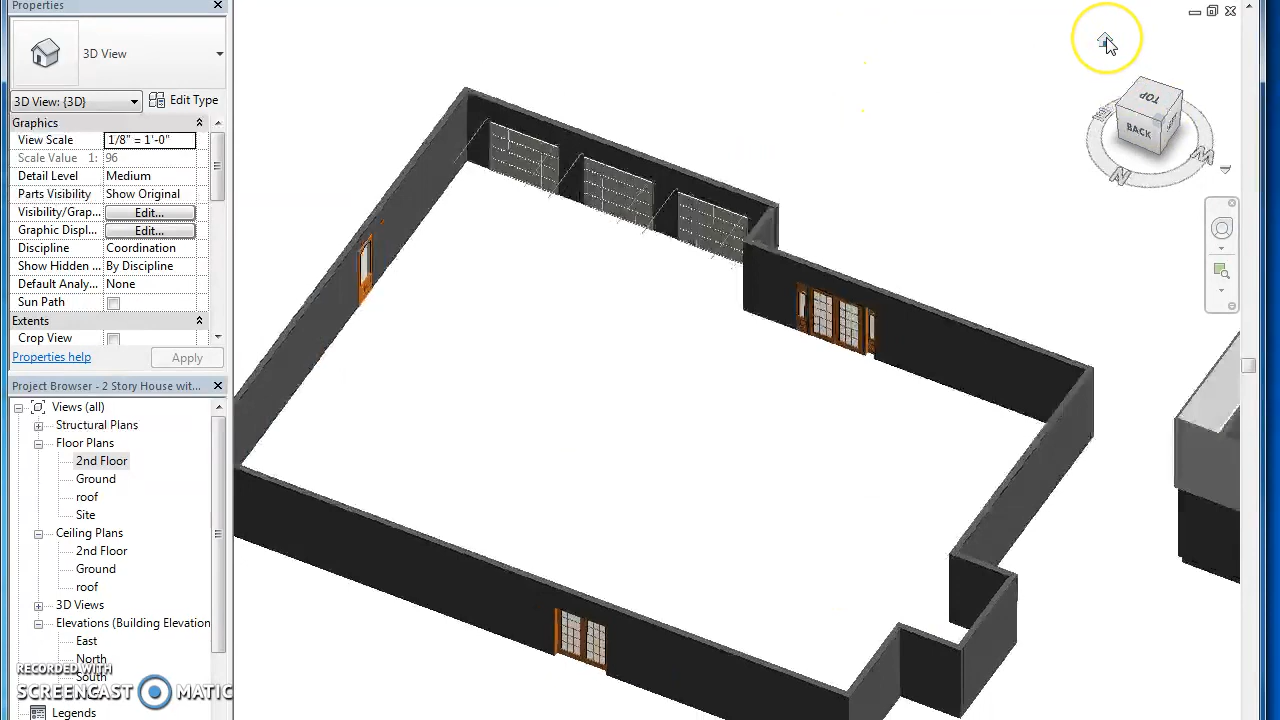 Properties
3D View
3D View: {3D}
Edit Type
Graphics
View Scale 1/8" = 1'-0"
Scale Value 1: 96
Detail Level Medium
Parts Visibility Show Original
Visibility/Grap... Edit...
Graphic Displ... Edit...
Discipline Coordination
Show Hidden ... By Discipline
Default Analy... None
Sun Path
Extents
Crop View
Properties help Apply
Project Browser - 2 Story House wit...
Views (all)
Structural Plans
Floor Plans
2nd Floor
Ground
roof
Site
Ceiling Plans
2nd Floor
Ground
roof
3D Views
Elevations (Building Elevation
East
North
South
Legends
RECORDED WITH
SCREENCAST MATIC
TOP
BACK
N
W